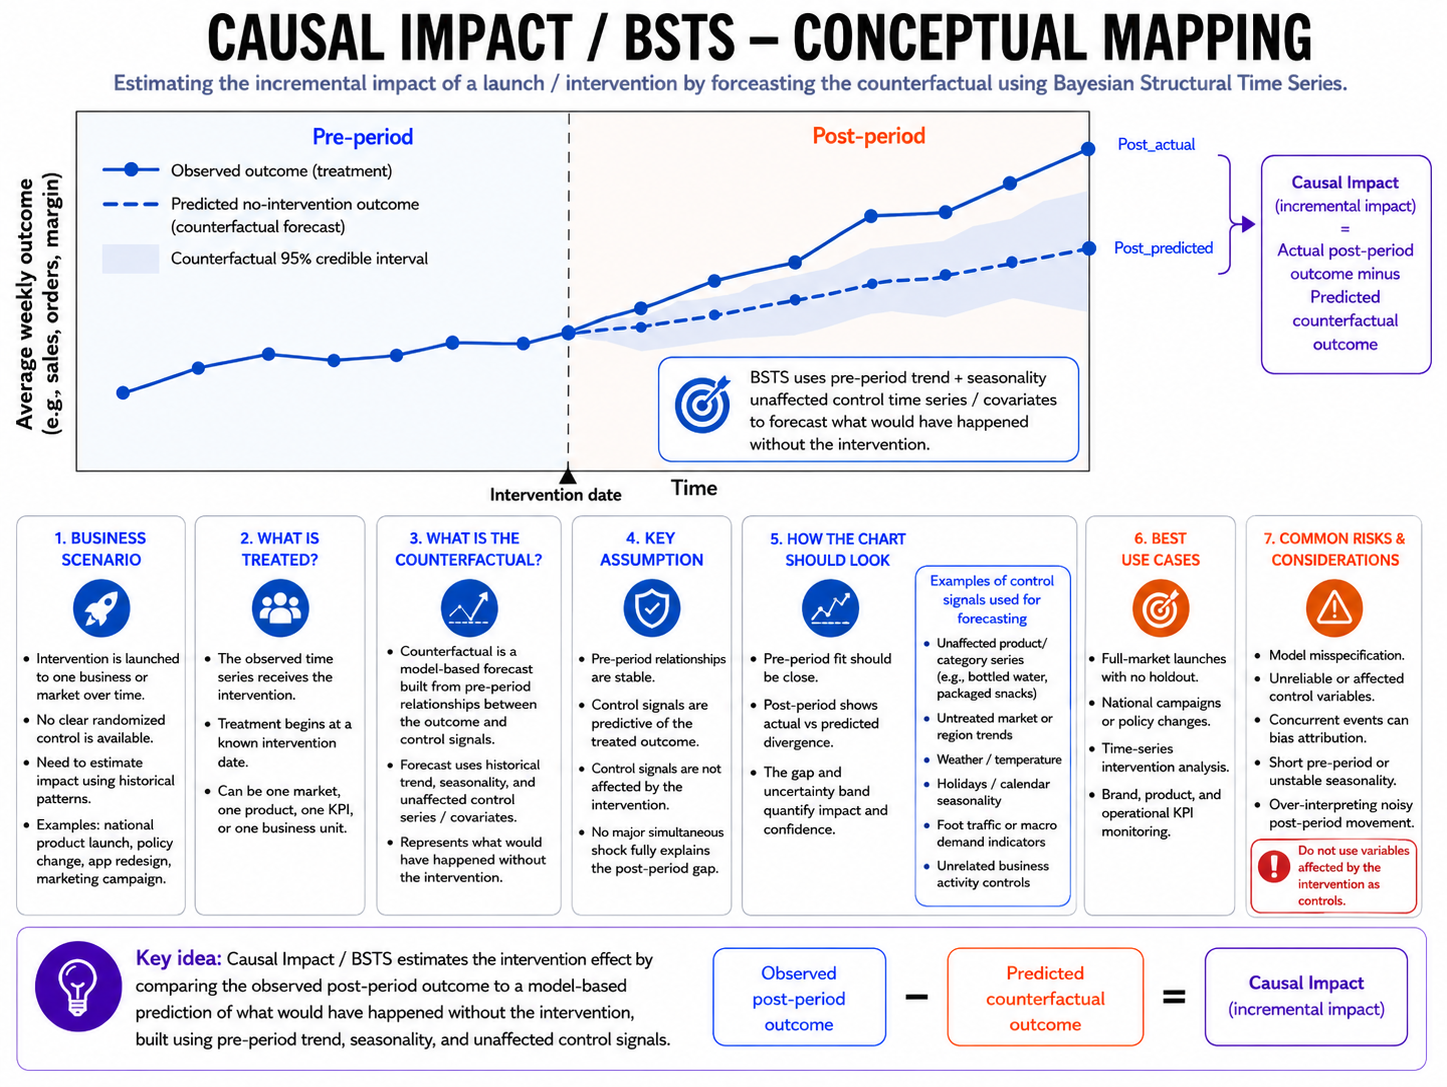 CAUSAL IMPACT / BSTS – CONCEPTUAL MAPPING
Estimating the incremental impact of a launch / intervention by forceasting the counterfactual using Bayesian Structural Time Series.
Average weekly outcome
(e.g., sales, orders, margin)
Pre-period
Observed outcome (treatment)
Predicted no-intervention outcome
(counterfactual forecast)
Counterfactual 95% credible interval
Post-period
Post_actual
Post_predicted
Causal Impact
(incremental impact)
=
Actual post-period
outcome minus
Predicted
counterfactual
outcome
BSTS uses pre-period trend + seasonality
unaffected control time series / covariates
to forecast what would have happened
without the intervention.
Intervention date
Time
1. BUSINESS
SCENARIO
• Intervention is launched
to one business or
market over time.
• No clear randomized
control is available.
• Need to estimate
impact using historical
patterns.
• Examples: national
product launch, policy
change, app redesign,
marketing campaign.
2. WHAT IS
TREATED?
• The observed time
series receives the
intervention.
• Treatment begins at a
known intervention
date.
• Can be one market,
one product, one KPI,
or one business unit.
3. WHAT IS THE
COUNTERFACTUAL?
• Counterfactual is a
model-based forecast
built from pre-period
relationships between
the outcome and
control signals.
• Forecast uses historical
trend, seasonality, and
unaffected control
series / covariates.
• Represents what would
have happened without
the intervention.
4. KEY
ASSUMPTION
• Pre-period relationships
are stable.
• Control signals are
predictive of the
treated outcome.
• Control signals are not
affected by the
intervention.
• No major simultaneous
shock fully explains
the post-period gap.
5. HOW THE CHART
SHOULD LOOK
• Pre-period fit should
be close.
• Post-period shows
actual vs predicted
divergence.
• The gap and
uncertainty band
quantify impact and
confidence.
Examples of control
signals used for
forecasting
• Unaffected product/
category series
(e.g., bottled water,
packaged snacks)
• Untreated market or
region trends
• Weather / temperature
• Holidays / calendar
seasonality
• Foot traffic or macro
demand indicators
• Unrelated business
activity controls
6. BEST
USE CASES
• Full-market launches
with no holdout.
• National campaigns
or policy changes.
• Time-series
intervention analysis.
• Brand, product, and
operational KPI
monitoring.
7. COMMON RISKS &
CONSIDERATIONS
• Model misspecification.
• Unreliable or affected
control variables.
• Concurrent events can
bias attribution.
• Short pre-period or
unstable seasonality.
• Over-interpreting noisy
post-period movement.
Do not use variables
affected by the
intervention as
controls.
Key idea: Causal Impact / BSTS estimates the intervention effect by
comparing the observed post-period outcome to a model-based
prediction of what would have happened without the intervention,
built using pre-period trend, seasonality, and unaffected control signals.
Observed
post-period
outcome
–
Predicted
counterfactual
outcome
=
Causal Impact
(incremental impact)